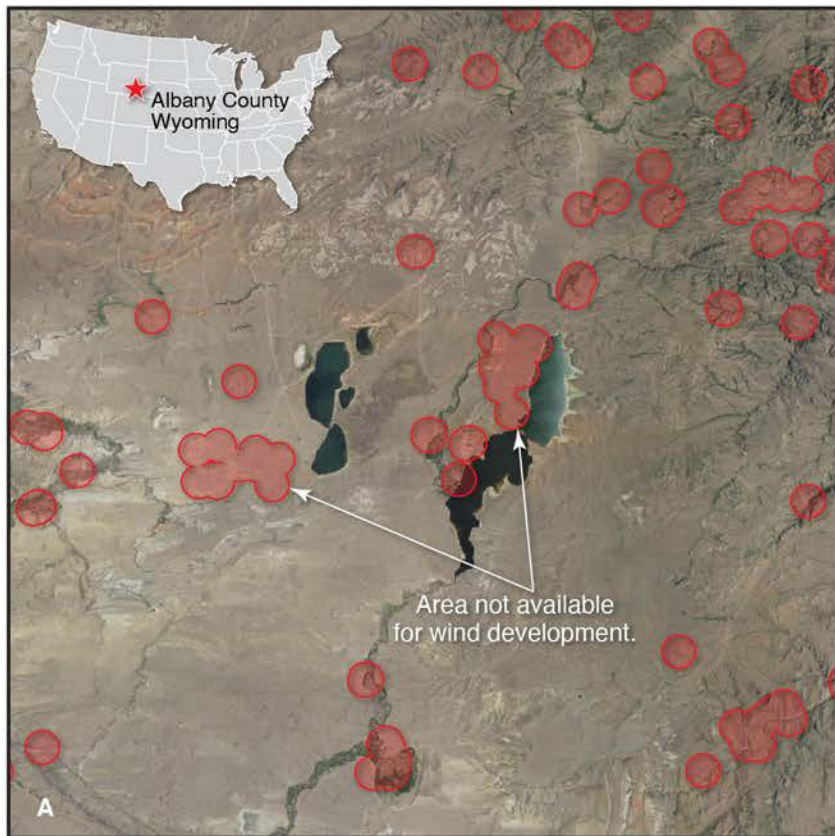 Albany County
Wyoming
Area not available
for wind development.
A